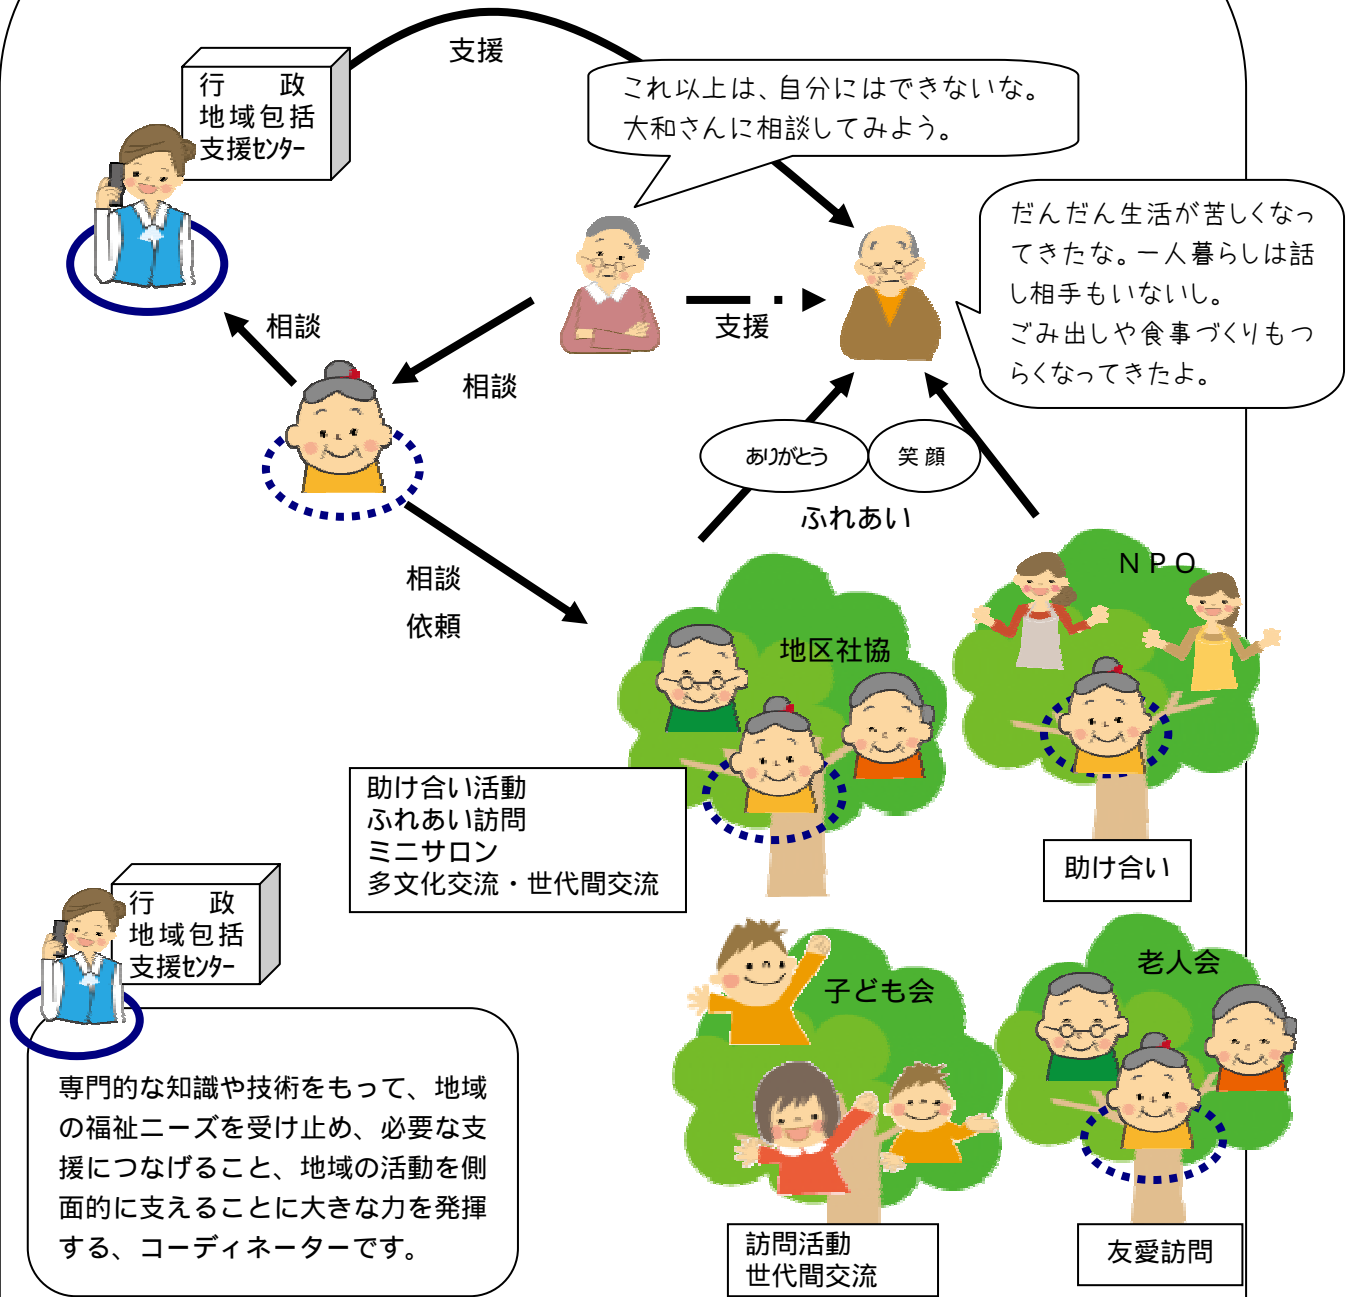 支援
行　　政
地域包括
支援センター
これ以上は、自分にはできないな。
大和さんに相談してみよう。
だんだん生活が苦しくなっ
てきたな。一人暮らしは話
し相手もいないし。
ごみ出しや食事づくりもつ
らくなってきたよ。
相談
支援
相談
ありがとう
笑 顔
ふれあい
相談
依頼
ＮＰＯ
地区社協
助け合い活動
ふれあい訪問
ミニサロン
多文化交流・世代間交流
助け合い
行　　政
地域包括
支援センター
子ども会
老人会
専門的な知識や技術をもって、地域
の福祉ニーズを受け止め、必要な支
援につなげること、地域の活動を側
面的に支えることに大きな力を発揮
する、コーディネーターです。
訪問活動
世代間交流
友愛訪問